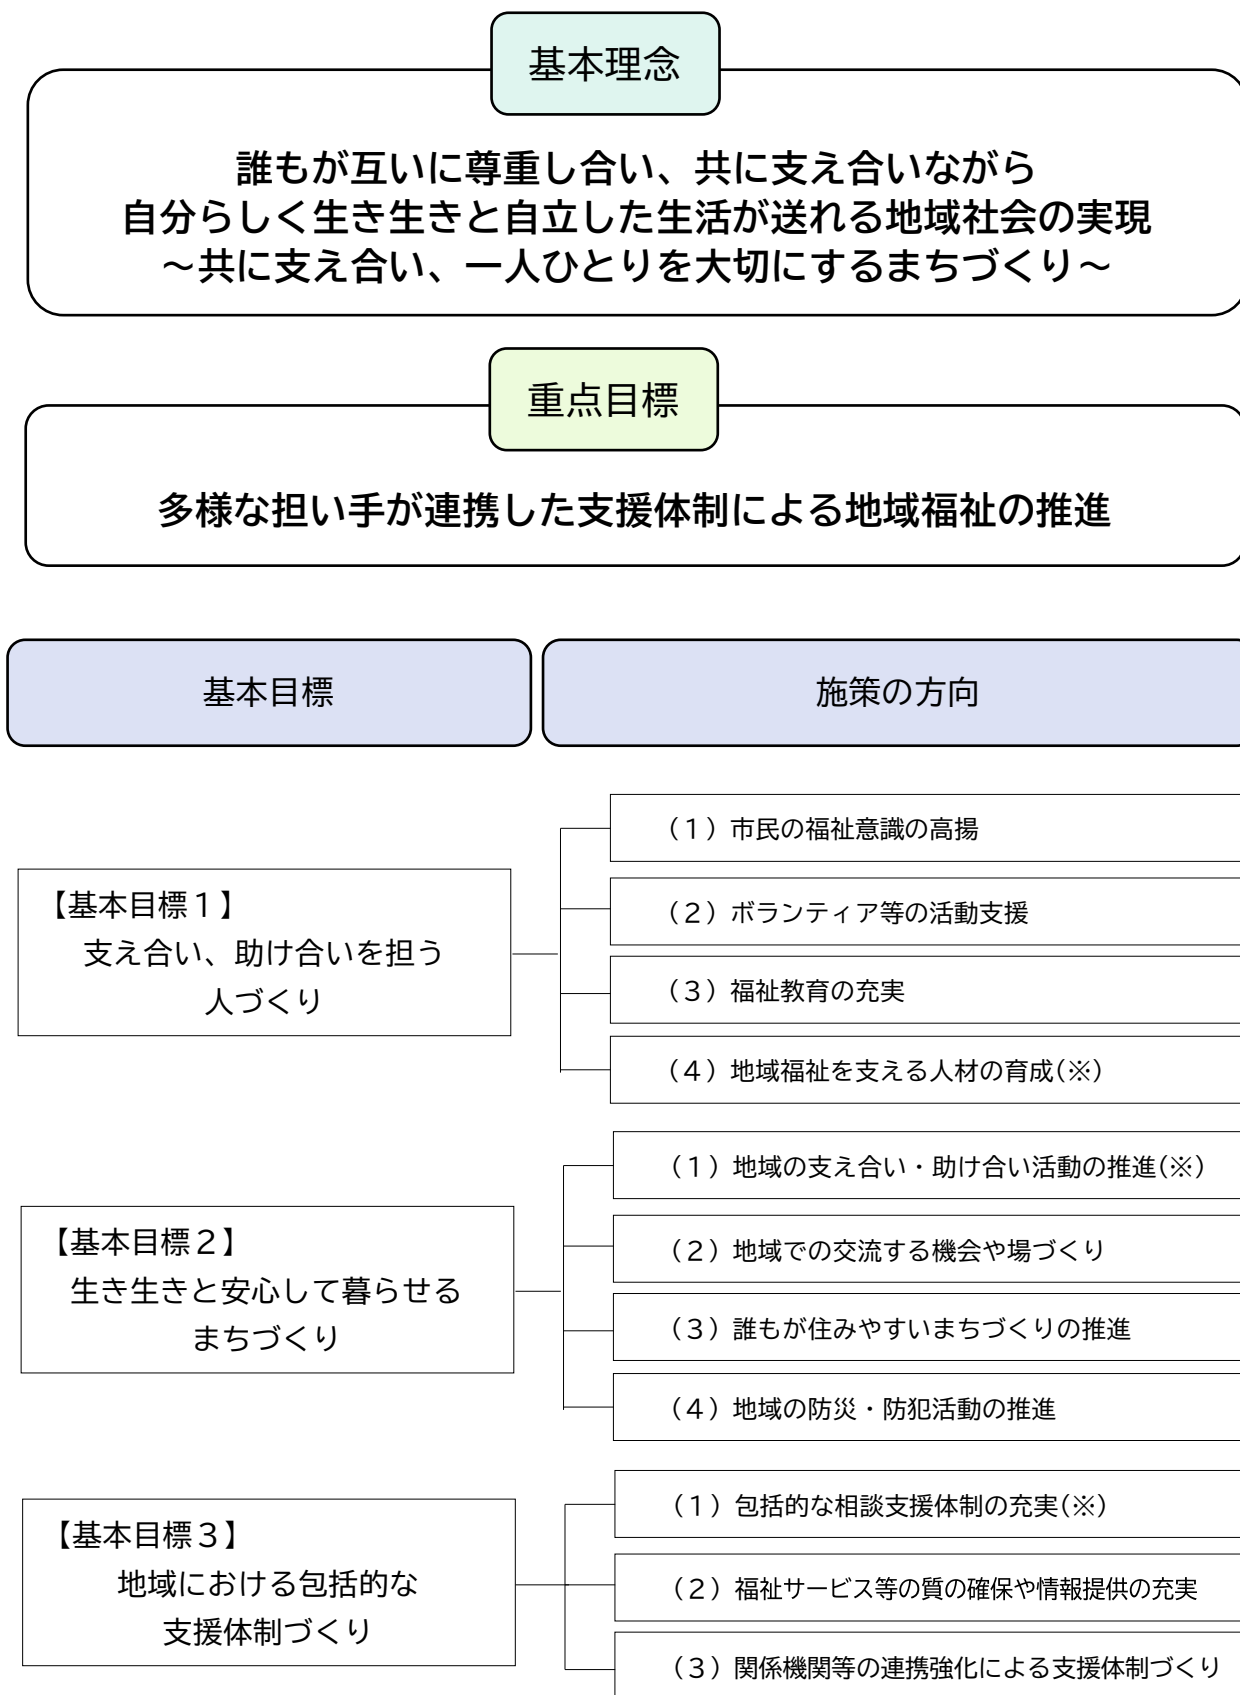 基本理念
誰もが互いに尊重し合い、共に支え合いながら
自分らしく生き生きと自立した生活が送れる地域社会の実現
～共に支え合い、一人ひとりを大切にするまちづくり～
重点目標
多様な担い手が連携した支援体制による地域福祉の推進
基本目標
施策の方向
【基本目標１】
支え合い、助け合いを担う
人づくり
（１）市民の福祉意識の高揚
（２）ボランティア等の活動支援
（３）福祉教育の充実
（４）地域福祉を支える人材の育成(※)
【基本目標２】
生き生きと安心して暮らせる
まちづくり
（１）地域の支え合い・助け合い活動の推進(※)
（２）地域での交流する機会や場づくり
（３）誰もが住みやすいまちづくりの推進
（４）地域の防災・防犯活動の推進
【基本目標３】
地域における包括的な
支援体制づくり
（１）包括的な相談支援体制の充実(※)
（２）福祉サービス等の質の確保や情報提供の充実
（３）関係機関等の連携強化による支援体制づくり